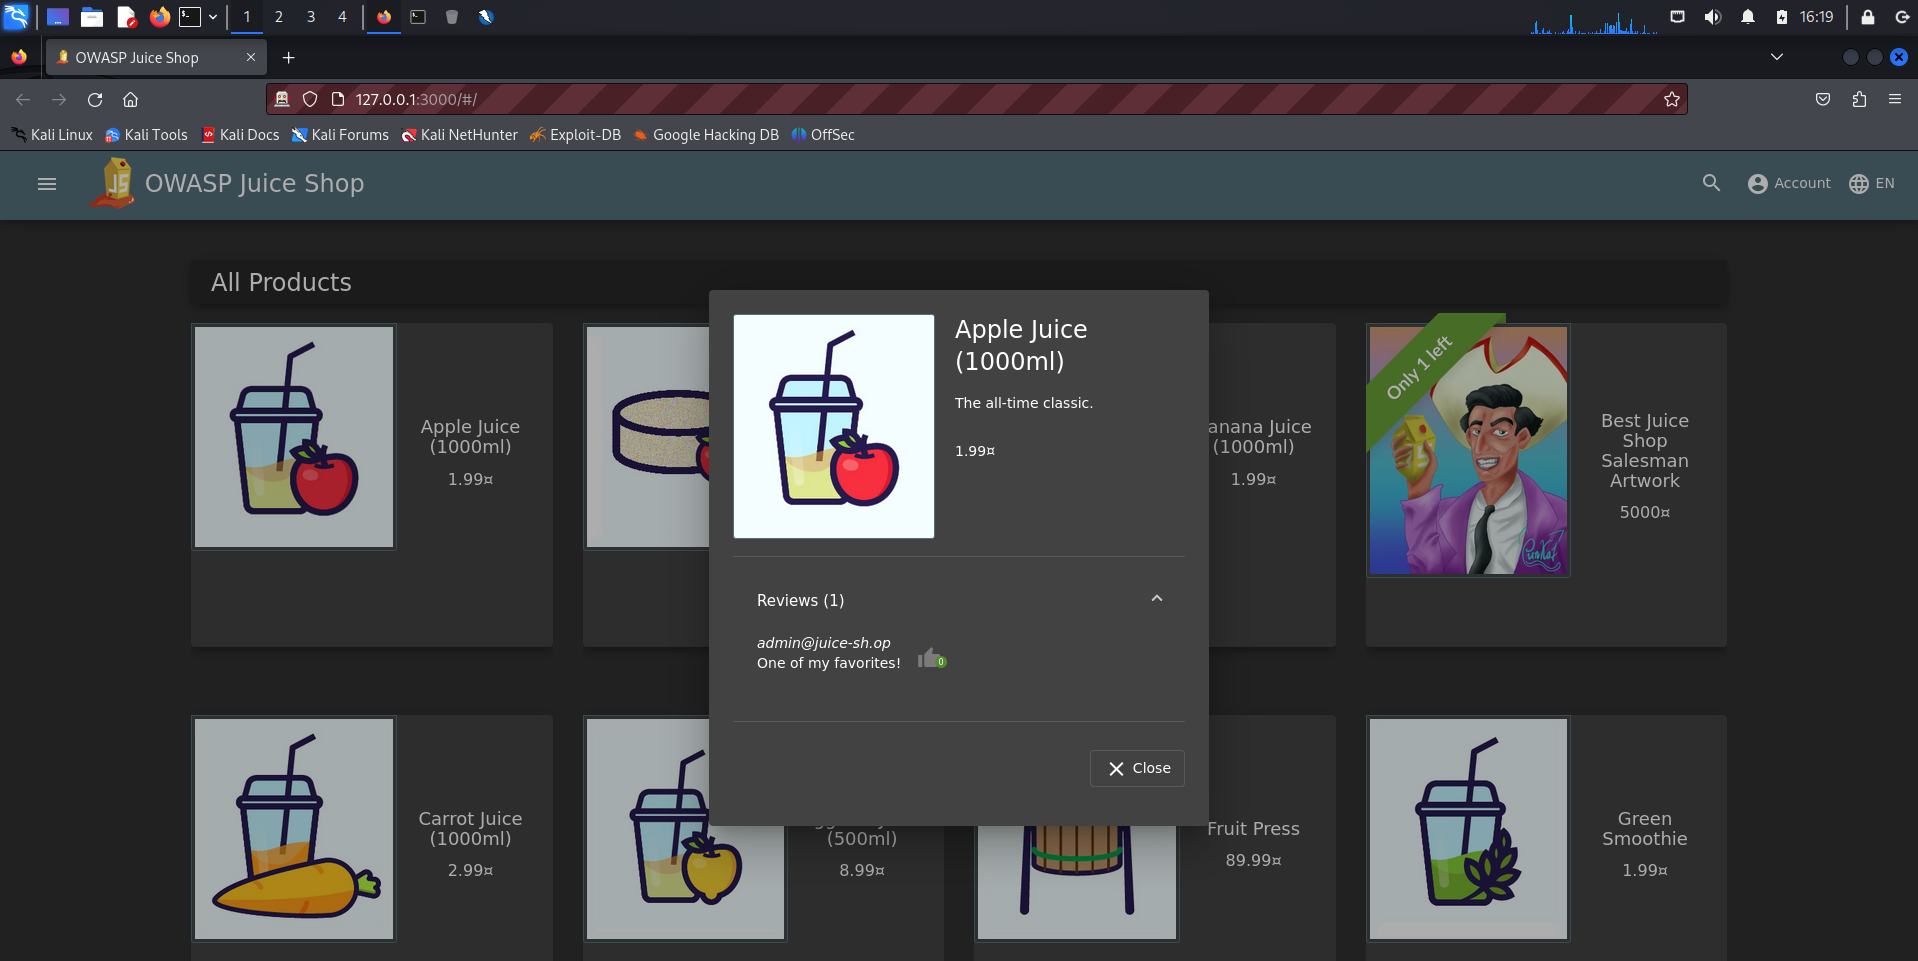 1 2 3 4 16:19
OWASP Juice Shop
127.0.0.1:3000/#/
Kali Linux Kali Tools Kali Docs Kali Forums Kali NetHunter Exploit-DB Google Hacking DB OffSec
JS OWASP Juice Shop Account EN
All Products
Apple Juice
(1000ml)
1.99¤
anana Juice
(1000ml)
1.99¤
Only 1 left
Best Juice
Shop
Salesman
Artwork
5000¤
Apple Juice
(1000ml)
The all-time classic.
1.99¤
Reviews (1)
admin@juice-sh.op
One of my favorites! 0
Close
Carrot Juice
(1000ml)
2.99¤
(500ml)
8.99¤
Fruit Press
89.99¤
Green
Smoothie
1.99¤